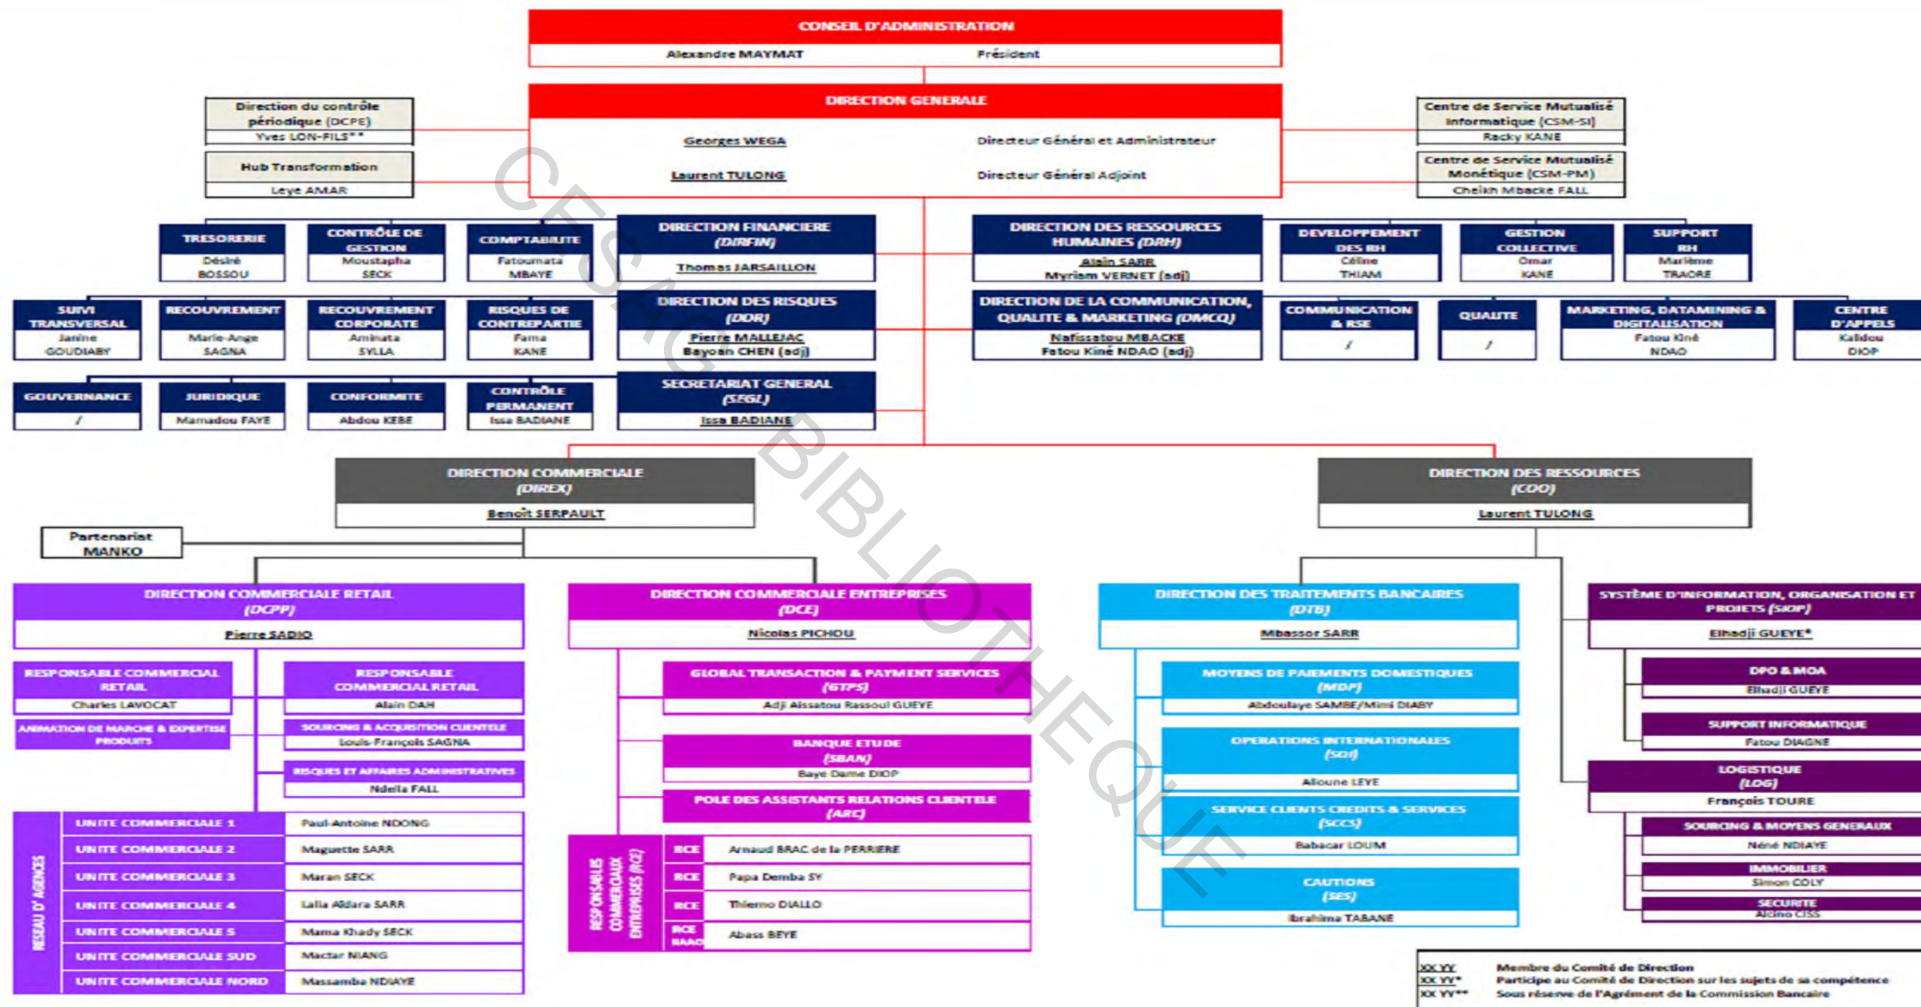 CONSEIL D'ADMINISTRATION
Alexandre MAYMAT Président
DIRECTION GENERALE
Georges WEGA Directeur Général et Administrateur
Laurent TULONG Directeur Général Adjoint
Direction du contrôle
périodique (DCPE)
Yves LON-FILS**
Hub Transformation
Leye AMAR
Centre de Service Mutualisé
Informatique (CSM-SI)
Racky KANE
Centre de Service Mutualisé
Monétique (CSM-PM)
Cheikh Mbacke FALL
TRESORERIE
Désiré
BOSSOU
CONTRÔLE DE
GESTION
Moustapha
SECK
COMPTABILITE
Fatoumata
MBAYE
DIRECTION FINANCIERE
(DIRFIN)
Thomas JARSAILLON
DIRECTION DES RESSOURCES
HUMAINES (DRH)
Alain SARR
Myriam VERNET (adj)
DEVELOPPEMENT
DES RH
Céline
THIAM
GESTION
COLLECTIVE
Omar
KANE
SUPPORT
RH
Marième
TRAORE
SUIVI
TRANSVERSAL
Janine
GOUDIABY
RECOUVREMENT
Marie-Ange
SAGNA
RECOUVREMENT
CORPORATE
Aminata
SYLLA
RISQUES DE
CONTREPARTIE
Fama
KANE
DIRECTION DES RISQUES
(DDR)
Pierre MALLEJAC
Bayoan CHEN (adj)
DIRECTION DE LA COMMUNICATION,
QUALITE & MARKETING (DMCQ)
Nafissatou MBACKE
Fatou Kiné NDAO (adj)
COMMUNICATION
& RSE
/
QUALITE
/
MARKETING, DATAMINING &
DIGITALISATION
Fatou Kiné
NDAO
CENTRE
D'APPELS
Kalidou
DIOP
GOUVERNANCE
/
JURIDIQUE
Mamadou FAYE
CONFORMITE
Abdou KEBE
CONTRÔLE
PERMANENT
Issa BADIANE
SECRETARIAT GENERAL
(SEGL)
Issa BADIANE
DIRECTION COMMERCIALE
(DIREX)
Benoît SERPAULT
DIRECTION DES RESSOURCES
(COO)
Laurent TULONG
Partenariat
MANKO
DIRECTION COMMERCIALE RETAIL
(DCPP)
Pierre SADIO
RESPONSABLE COMMERCIAL
RETAIL
Charles LAVOCAT
RESPONSABLE
COMMERCIAL RETAIL
Alain DAH
ANIMATION DE MARCHE & EXPERTISE
PRODUITS
SOURCING & ACQUISITION CLIENTELE
Louis-François SAGNA
RISQUES ET AFFAIRES ADMINISTRATIVES
Ndella FALL
RESEAU D'AGENCES
UNITE COMMERCIALE 1 Paul-Antoine NDONG
UNITE COMMERCIALE 2 Maguette SARR
UNITE COMMERCIALE 3 Maran SECK
UNITE COMMERCIALE 4 Lalla Aïdara SARR
UNITE COMMERCIALE 5 Mama Khady SECK
UNITE COMMERCIALE SUD Mactar NIANG
UNITE COMMERCIALE NORD Massamba NDIAYE
DIRECTION COMMERCIALE ENTREPRISES
(DCE)
Nicolas PICHOU
GLOBAL TRANSACTION & PAYMENT SERVICES
(GTPS)
Adji Aissatou Rassoul GUEYE
BANQUE ETUDE
(SBAN)
Baye Dame DIOP
POLE DES ASSISTANTS RELATIONS CLIENTELE
(ARC)
RESPONSABLES
COMMERCIAUX
ENTREPRISES (RCE)
RCE Arnaud BRAC de la PERRIERE
RCE Papa Demba SY
RCE Thierno DIALLO
RCE Abass BEYE
DIRECTION DES TRAITEMENTS BANCAIRES
(DTB)
Mbassor SARR
MOYENS DE PAIEMENTS DOMESTIQUES
(MDP)
Abdoulaye SAMBE/Mimi DIABY
OPERATIONS INTERNATIONALES
(SOI)
Alioune LEYE
SERVICE CLIENTS CREDITS & SERVICES
(SCCS)
Babacar LOUM
CAUTIONS
(SES)
Ibrahima TABANE
SYSTÈME D'INFORMATION, ORGANISATION ET
PROJETS (SIOP)
Elhadji GUEYE*
DPO & MOA
Elhadji GUEYE
SUPPORT INFORMATIQUE
Fatou DIAGNE
LOGISTIQUE
(LOG)
François TOURE
SOURCING & MOYENS GENERAUX
Néné NDIAYE
IMMOBILIER
Simon COLY
SECURITE
Alcino CISS
XX YY Membre du Comité de Direction
XX YY* Participe au Comité de Direction sur les sujets de sa compétence
XX YY** Sous réserve de l'Agrément de la Commission Bancaire
CESAG - BIBLIOTHEQUE